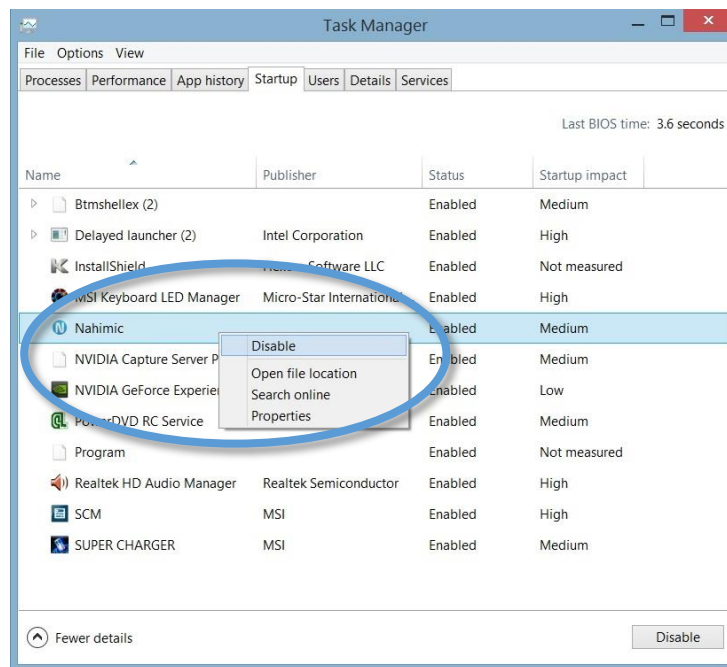 Task Manager
File Options View
Processes Performance App history Startup Users Details Services
Last BIOS time: 3.6 seconds
Name Publisher Status Startup impact
Btmshellex (2) Enabled Medium
Delayed launcher (2) Intel Corporation Enabled High
InstallShield Software LLC Enabled Not measured
MSI Keyboard LED Manager Micro-Star International... Enabled High
Nahimic Enabled Medium
Disable
NVIDIA Capture Server P Enabled Medium
Open file location
NVIDIA GeForce Experien Enabled Low
Search online
PowerDVD RC Service Enabled Medium
Properties
Program Enabled Not measured
Realtek HD Audio Manager Realtek Semiconductor Enabled High
SCM MSI Enabled High
SUPER CHARGER MSI Enabled Medium
Fewer details Disable